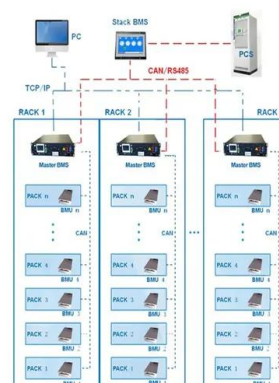 PC
Stack BMS
PCS
CAN/RS485
TCP/IP
RACK 1
RACK 2
RACK
Master BMS
Master BMS
Master BMS
PACK n
PACK n
PACK n
BMU n
BMU n
BMU n
CAN
CAN
CAN
PACK 4
PACK 4
PACK 4
BMU 4
BMU 4
BMU 4
PACK 3
PACK 3
PACK 3
BMU 3
BMU 3
BMU 3
PACK 2
PACK 2
PACK 2
BMU 2
BMU 2
BMU 2
PACK 1
PACK 1
PACK 1